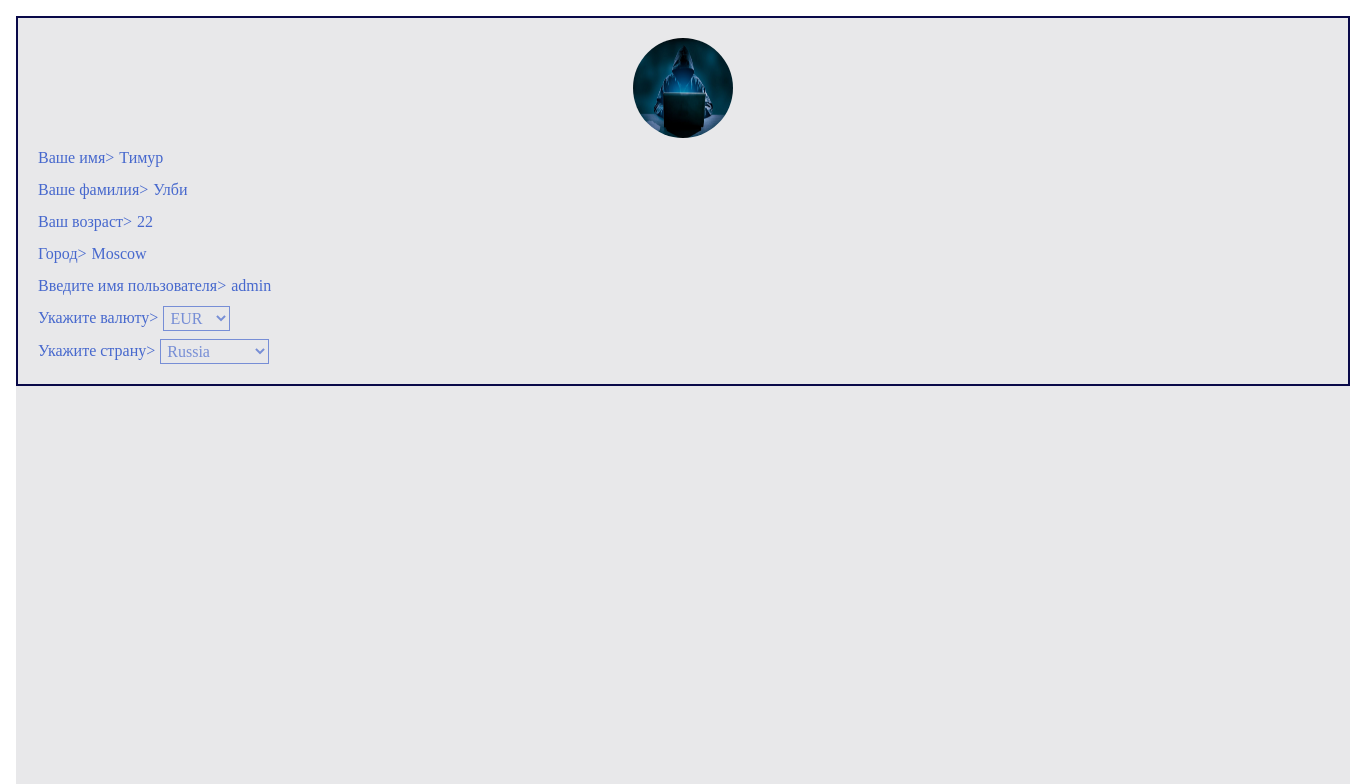 Ваше имя> Тимур
Ваше фамилия> Улби
Ваш возраст> 22
Город> Moscow
Введите имя пользователя> admin
Укажите валюту> EUR
Укажите страну> Russia